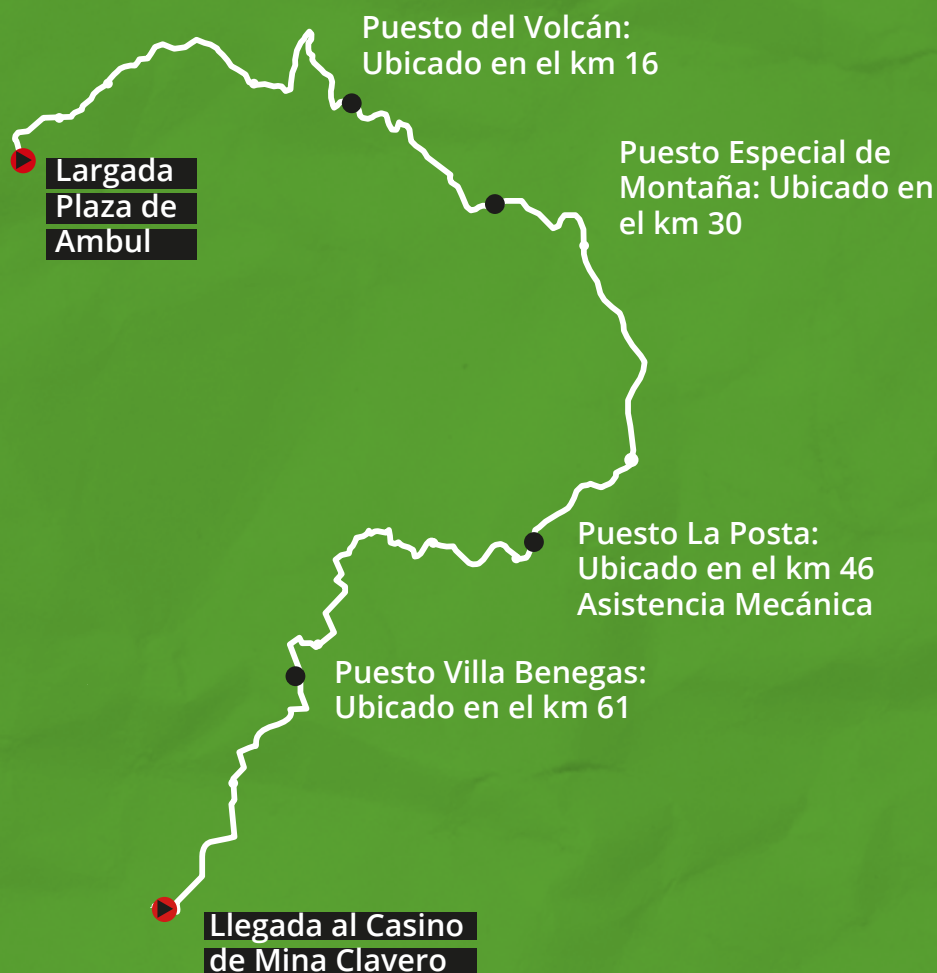 Puesto del Volcán:
Ubicado en el km 16
Puesto Especial de
Montaña: Ubicado en
el km 30
Largada
Plaza de
Ambul
Puesto La Posta:
Ubicado en el km 46
Asistencia Mecánica
Puesto Villa Benegas:
Ubicado en el km 61
Llegada al Casino
de Mina Clavero